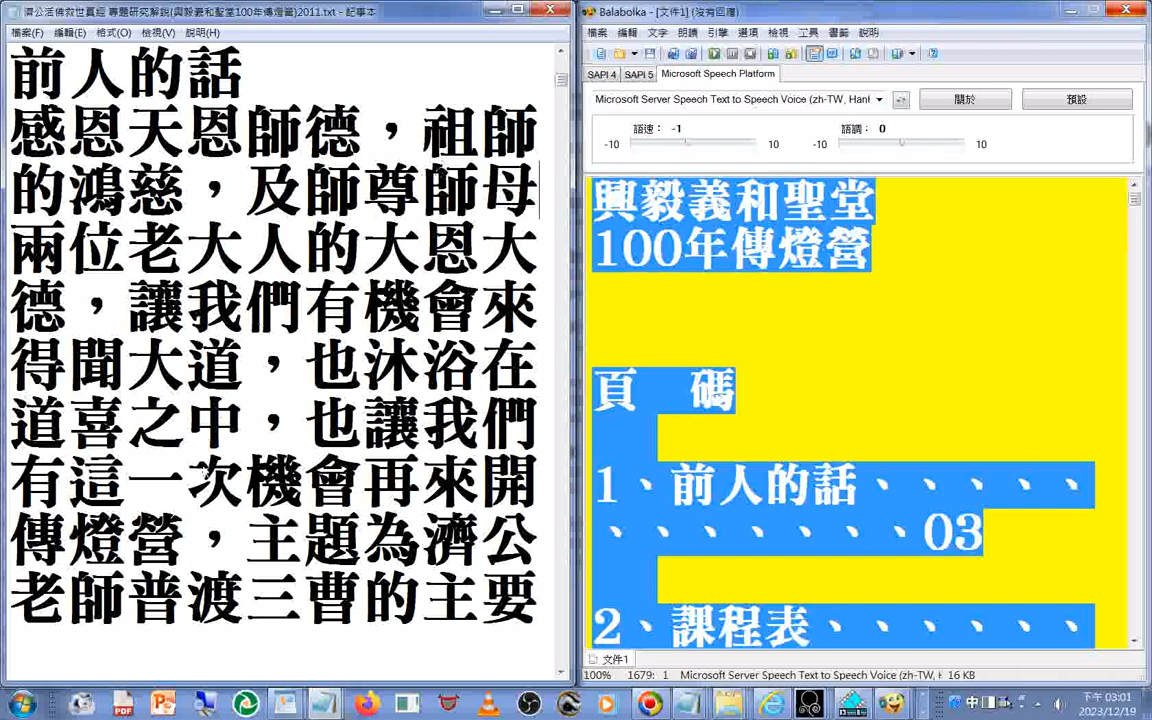 濟公活佛救世真經 專題研究解說(興毅義和聖堂100年傳燈營)2011.txt - 記事本
檔案(F) 編輯(E) 格式(O) 檢視(V) 說明(H)
前人的話
感恩天恩師德，祖師
的鴻慈，及師尊師母
兩位老大人的大恩大
德，讓我們有機會來
得聞大道，也沐浴在
道喜之中，也讓我們
有這一次機會再來開
傳燈營，主題為濟公
老師普渡三曹的主要
Balabolka - [文件1] (沒有回應)
檔案 編輯 文字 朗讀 引擎 選項 檢視 工具 書籤 說明
SAPI 4 SAPI 5 Microsoft Speech Platform
Microsoft Server Speech Text to Speech Voice (zh-TW, Hanl
關於 預設
語速： -1 語調： 0
-10 10 -10 10
興毅義和聖堂
100年傳燈營
頁 碼
1、前人的話、、、、、
、、、、、、、03
2、課程表、、、、、、
文件1
100% 1679: 1 Microsoft Server Speech Text to Speech Voice (zh-TW, H 16 KB
PDF
中
下午 03:01
2023/12/19